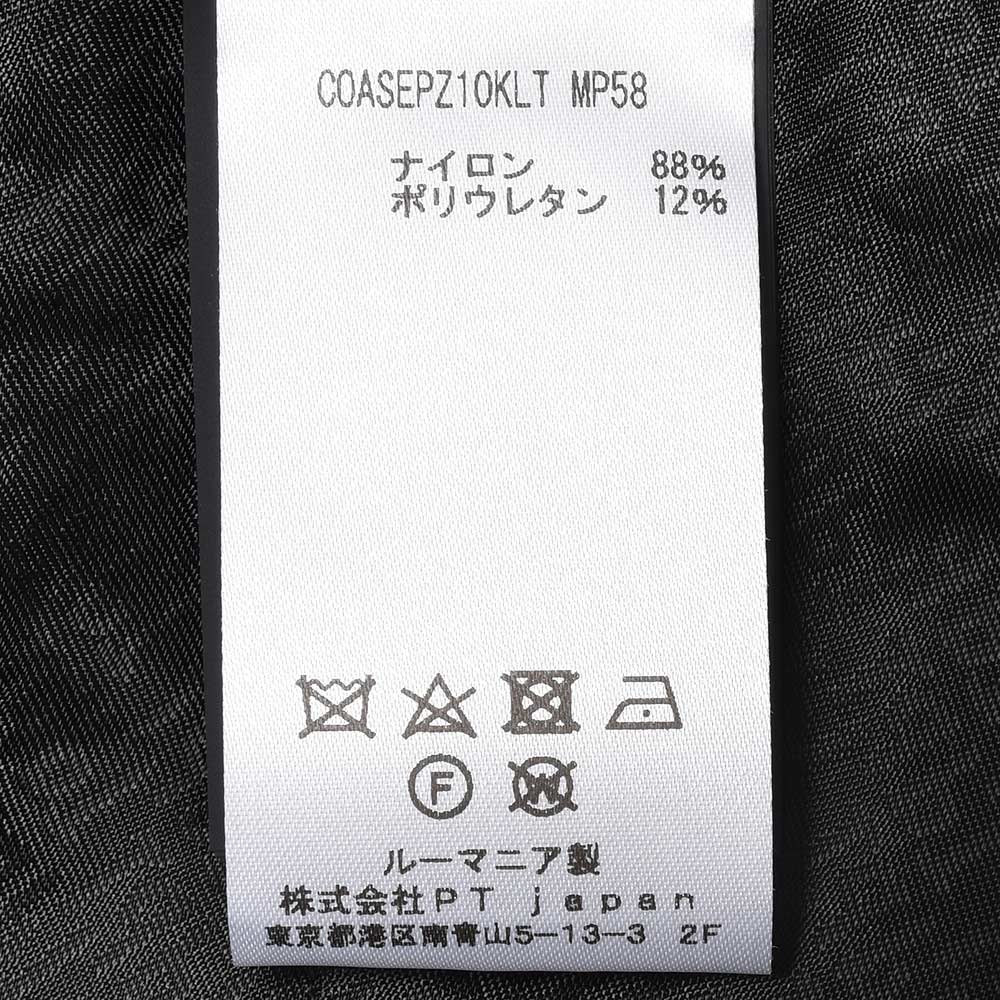 COASEPZ10KLT MP58
ナイロン 88%
ポリウレタン 12%
F W
ルーマニア製
株式会社PT japan
東京都港区南青山5-13-3 2F